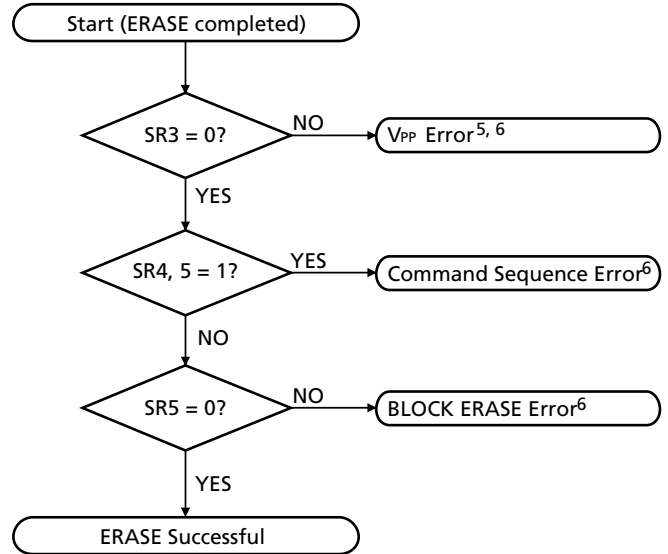 Start (ERASE completed)
SR3 = 0?
NO
VPP Error5, 6
YES
SR4, 5 = 1?
YES
Command Sequence Error6
NO
SR5 = 0?
NO
BLOCK ERASE Error6
YES
ERASE Successful